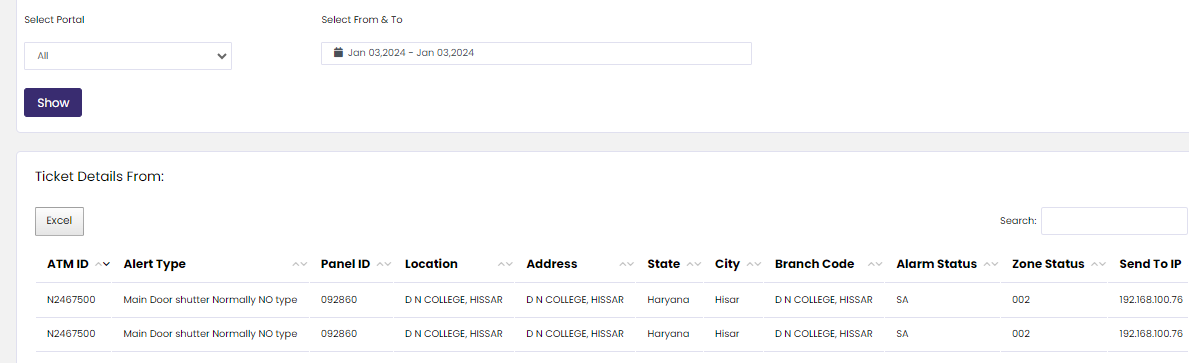 Select Portal Select From & To
All Jan 03,2024 - Jan 03,2024
Show
Ticket Details From:
Excel Search:
ATM ID Alert Type Panel ID Location Address State City Branch Code Alarm Status Zone Status Send To IP
N2467500 Main Door shutter Normally NO type 092860 D N COLLEGE, HISSAR D N COLLEGE, HISSAR Haryana Hisar D N COLLEGE, HISSAR SA 002 192.168.100.76
N2467500 Main Door shutter Normally NO type 092860 D N COLLEGE, HISSAR D N COLLEGE, HISSAR Haryana Hisar D N COLLEGE, HISSAR SA 002 192.168.100.76